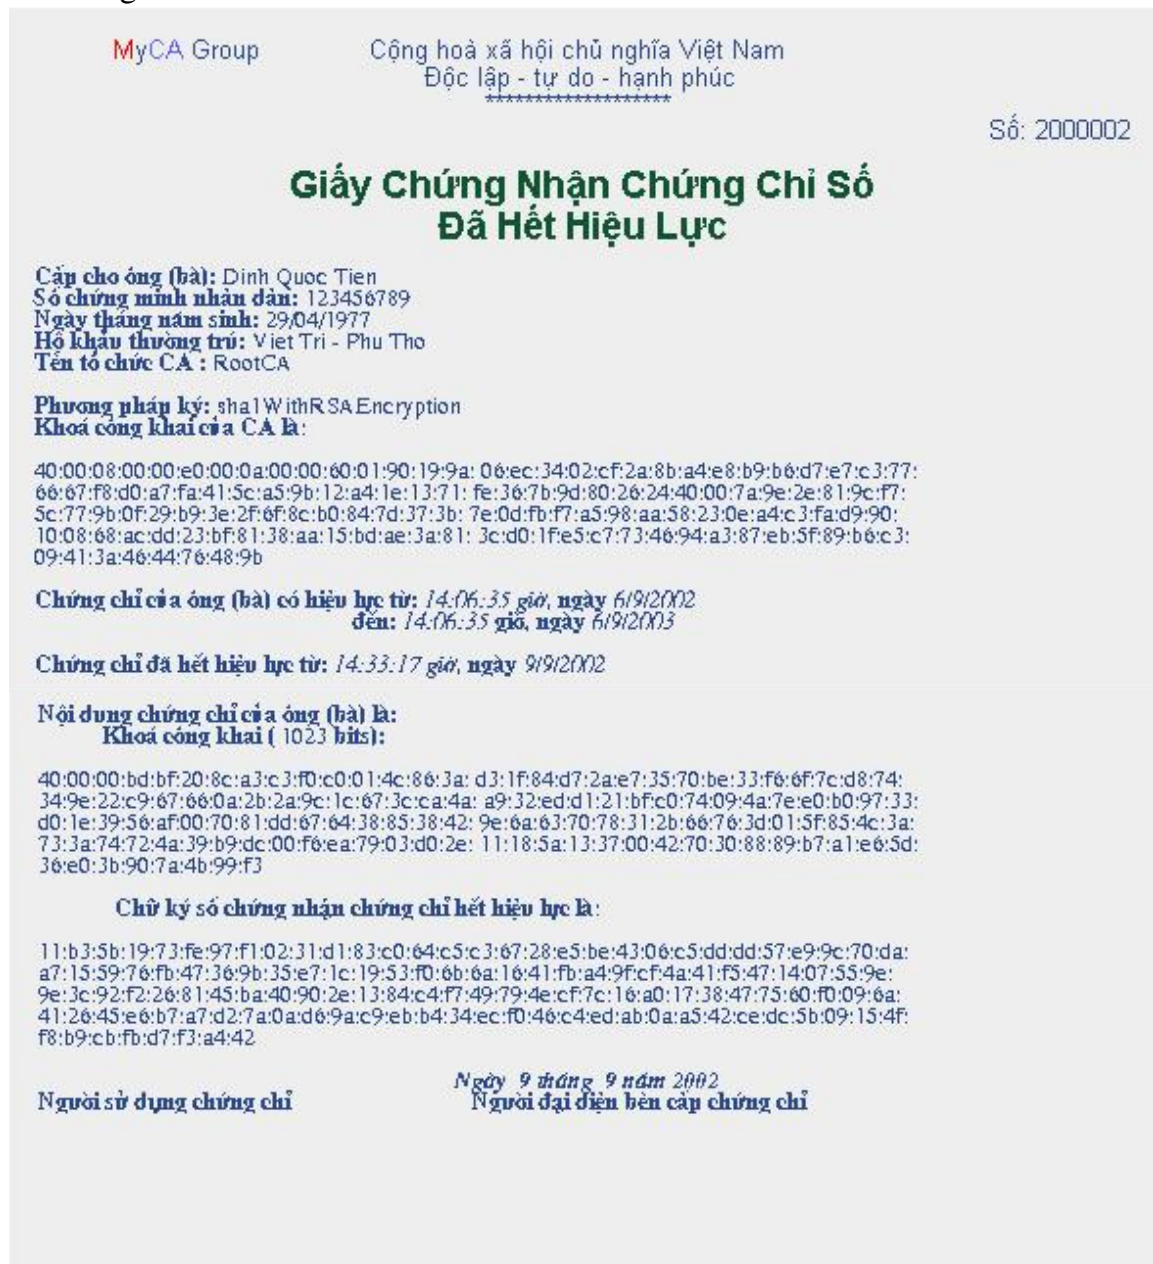 MyCA Group Cộng hoà xã hội chủ nghĩa Việt Nam
Độc lập - tự do - hạnh phúc
*******************
Số: 2000002
Giấy Chứng Nhận Chứng Chỉ Số
Đã Hết Hiệu Lực
Cấp cho ông (bà): Dinh Quoc Tien
Số chứng minh nhân dân: 123456789
Ngày tháng năm sinh: 29/04/1977
Hộ khẩu thường trú: Viet Tri - Phu Tho
Tên tổ chức CA : RootCA
Phương pháp ký: sha1WithRSAEncryption
Khoá công khai của CA là:
40:00:08:00:00:e0:00:0a:00:00:60:01:90:19:9a: 06:ec:34:02:cf:2a:8b:a4:e8:b9:b6:d7:e7:c3:77:
66:67:f8:d0:a7:fa:41:5c:a5:9b:12:a4:1e:13:71: fe:36:7b:9d:80:26:24:40:00:7a:9e:2e:81:9c:f7:
5c:77:9b:0f:29:b9:3e:2f:6f:8c:b0:84:7d:37:3b: 7e:0d:fb:f7:a5:98:aa:58:23:0e:a4:c3:fa:d9:90:
10:08:68:ac:dd:23:bf:81:38:aa:15:bd:ae:3a:81: 3c:d0:1f:e5:c7:73:46:94:a3:87:eb:5f:89:b6:c3:
09:41:3a:46:44:76:48:9b
Chứng chỉ của ông (bà) có hiệu lực từ: 14:06:35 giờ, ngày 6/9/2002
đến: 14:06:35 giờ, ngày 6/9/2003
Chứng chỉ đã hết hiệu lực từ: 14:33:17 giờ, ngày 9/9/2002
Nội dung chứng chỉ của ông (bà) là:
Khoá công khai ( 1023 bits):
40:00:00:bd:bf:20:8c:a3:c3:f0:c0:01:4c:86:3a: d3:1f:84:d7:2a:e7:35:70:be:33:f6:6f:7c:d8:74:
34:9e:22:c9:67:66:0a:2b:2a:9c:1c:67:3c:ca:4a: a9:32:ed:d1:21:bf:c0:74:09:4a:7e:e0:b0:97:33:
d0:1e:39:56:af:00:70:81:dd:67:64:38:85:38:42: 9e:6a:63:70:78:31:2b:66:76:3d:01:5f:85:4c:3a:
73:3a:74:72:4a:39:b9:dc:00:f6:ea:79:03:d0:2e: 11:18:5a:13:37:00:42:70:30:88:89:b7:a1:e6:5d:
36:e0:3b:90:7a:4b:99:f3
Chữ ký số chứng nhận chứng chỉ hết hiệu lực là:
11:b3:5b:19:73:fe:97:f1:02:31:d1:83:c0:64:c5:c3:67:28:e5:be:43:06:c5:dd:dd:57:e9:9c:70:da:
a7:15:59:76:fb:47:36:9b:35:e7:1c:19:53:f0:6b:6a:16:41:fb:a4:9f:cf:4a:41:f5:47:14:07:55:9e:
9e:3c:92:f2:26:81:45:ba:40:90:2e:13:84:c4:f7:49:79:4e:cf:7c:16:a0:17:38:47:75:60:f0:09:6a:
41:26:45:e6:b7:a7:d2:7a:0a:d6:9a:c9:eb:b4:34:ec:f0:46:c4:ed:ab:0a:a5:42:ce:dc:5b:09:15:4f:
f8:b9:cb:fb:d7:f3:a4:42
Ngày 9 tháng 9 năm 2002
Người sử dụng chứng chỉ Người đại diện bên cấp chứng chỉ